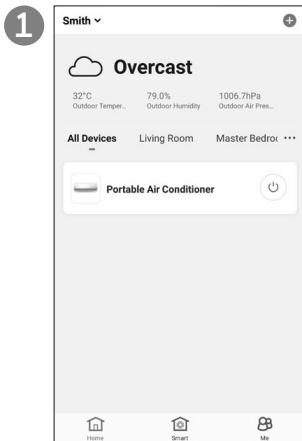 1
Smith
Overcast
32°C 79.0% 1006.7hPa
Outdoor Temper... Outdoor Humidity Outdoor Air Pres...
All Devices Living Room Master Bedroo ...
Portable Air Conditioner
Home Smart Me